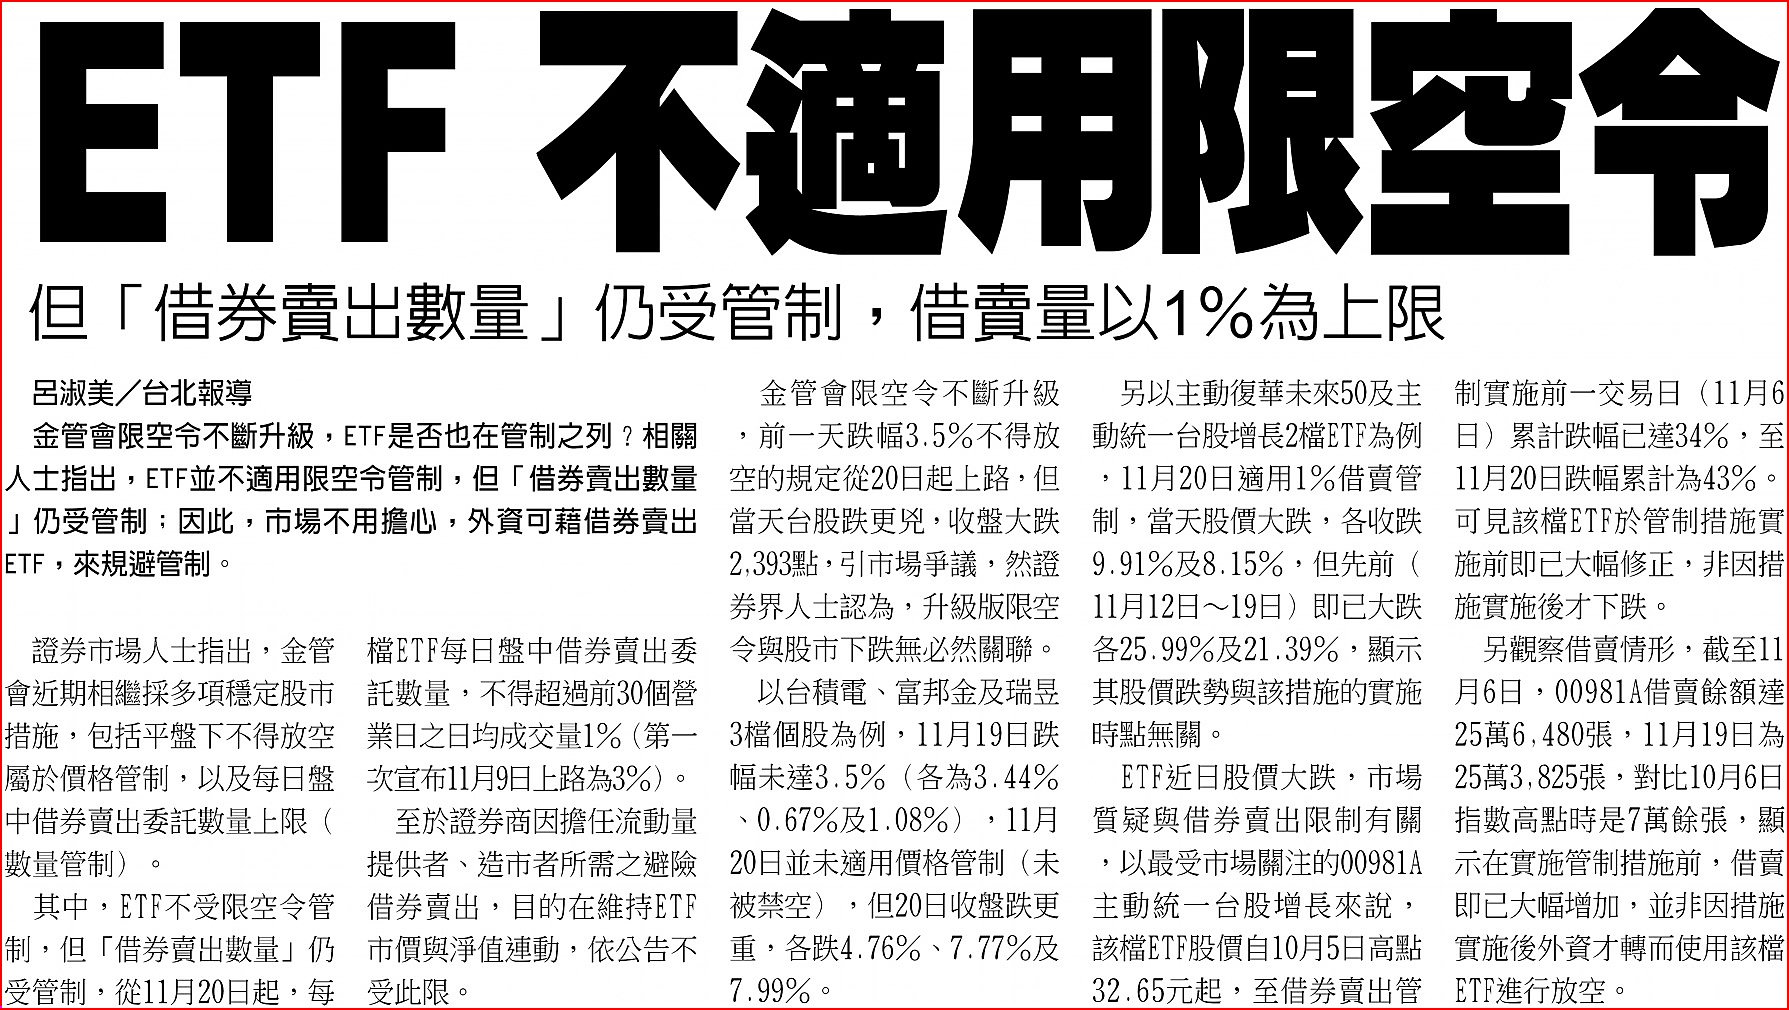 ETF 不適用限空令
但「借券賣出數量」仍受管制，借賣量以1%為上限
呂淑美／台北報導
金管會限空令不斷升級，ETF是否也在管制之列？相關
人士指出，ETF並不適用限空令管制，但「借券賣出數量
」仍受管制；因此，市場不用擔心，外資可藉借券賣出
ETF，來規避管制。
證券市場人士指出，金管
會近期相繼採多項穩定股市
措施，包括平盤下不得放空
屬於價格管制，以及每日盤
中借券賣出委託數量上限（
數量管制）。
其中，ETF不受限空令管
制，但「借券賣出數量」仍
受管制，從11月20日起，每
檔ETF每日盤中借券賣出委
託數量，不得超過前30個營
業日之日均成交量1%（第一
次宣布11月9日上路為3%）。
至於證券商因擔任流動量
提供者、造市者所需之避險
借券賣出，目的在維持ETF
市價與淨值連動，依公告不
受此限。
金管會限空令不斷升級
，前一天跌幅3.5%不得放
空的規定從20日起上路，但
當天台股跌更兇，收盤大跌
2,393點，引市場爭議，然證
券界人士認為，升級版限空
令與股市下跌無必然關聯。
以台積電、富邦金及瑞昱
3檔個股為例，11月19日跌
幅未達3.5%（各為3.44%
、0.67%及1.08%），11月
20日並未適用價格管制（未
被禁空），但20日收盤跌更
重，各跌4.76%、7.77%及
7.99%。
另以主動復華未來50及主
動統一台股增長2檔ETF為例
，11月20日適用1%借賣管
制，當天股價大跌，各收跌
9.91%及8.15%，但先前（
11月12日～19日）即已大跌
各25.99%及21.39%，顯示
其股價跌勢與該措施的實施
時點無關。
ETF近日股價大跌，市場
質疑與借券賣出限制有關
，以最受市場關注的00981A
主動統一台股增長來說，
該檔ETF股價自10月5日高點
32.65元起，至借券賣出管
制實施前一交易日（11月6
日）累計跌幅已達34%，至
11月20日跌幅累計為43%。
可見該檔ETF於管制措施實
施前即已大幅修正，非因措
施實施後才下跌。
另觀察借賣情形，截至11
月6日，00981A借賣餘額達
25萬6,480張，11月19日為
25萬3,825張，對比10月6日
指數高點時是7萬餘張，顯
示在實施管制措施前，借賣
即已大幅增加，並非因措施
實施後外資才轉而使用該檔
ETF進行放空。